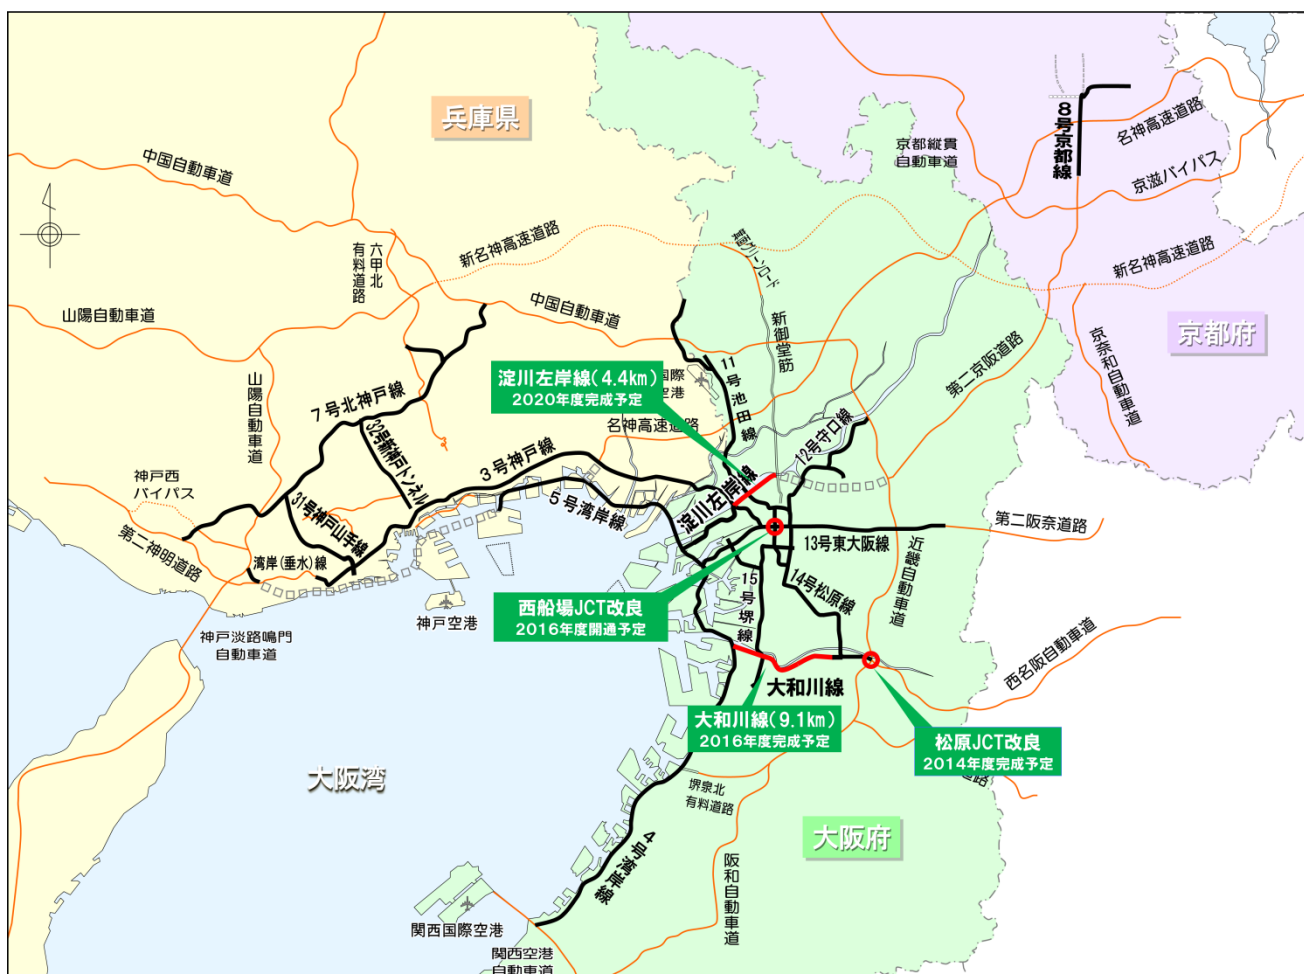 兵庫県
中国自動車道
六甲北
有料道路
新名神高速道路
京都縦貫
自動車道
8号京都線
名神高速道路
京滋バイパス
新名神高速道路
京都府
京奈和自動車道
山陽自動車道
中国自動車道
新御堂筋
第二京阪道路
山陽自動車道
7号北神戸線
32号新神戸トンネル
淀川左岸線(4.4km)
2020年度完成予定
国際
空港
11号池田線
名神高速道路
3号神戸線
12号守口線
神戸西
バイパス
31号神戸山手線
5号湾岸線
淀川左岸線
第二神明道路
湾岸(垂水)線
13号東大阪線
第二阪奈道路
近畿自動車道
西船場JCT改良
2016年度開通予定
15号堺線
14号松原線
神戸空港
神戸淡路鳴門
自動車道
西名阪自動車道
大和川線
大和川線(9.1km)
2016年度完成予定
松原JCT改良
2014年度完成予定
道路
大阪湾
堺泉北
有料道路
大阪府
4号湾岸線
阪和自動車道
関西国際空港
関西空港
自動車道